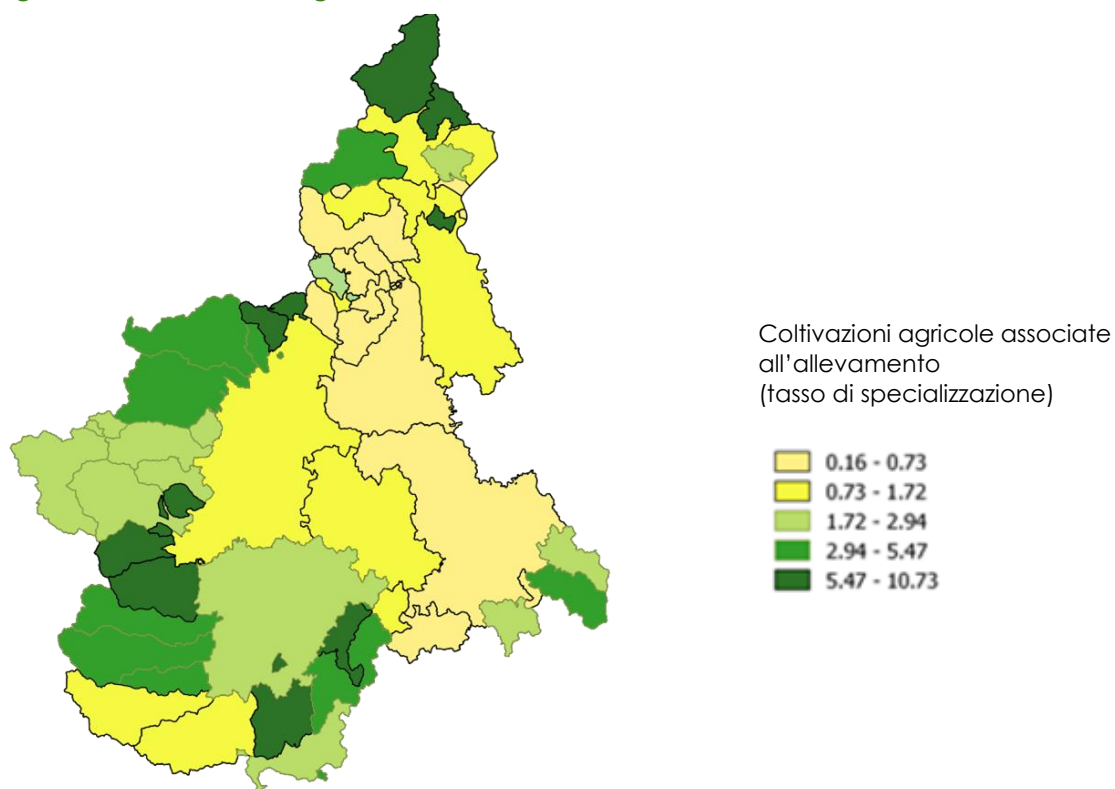 Coltivazioni agricole associate
all'allevamento
(tasso di specializzazione)
0.16 - 0.73
0.73 - 1.72
1.72 - 2.94
2.94 - 5.47
5.47 - 10.73